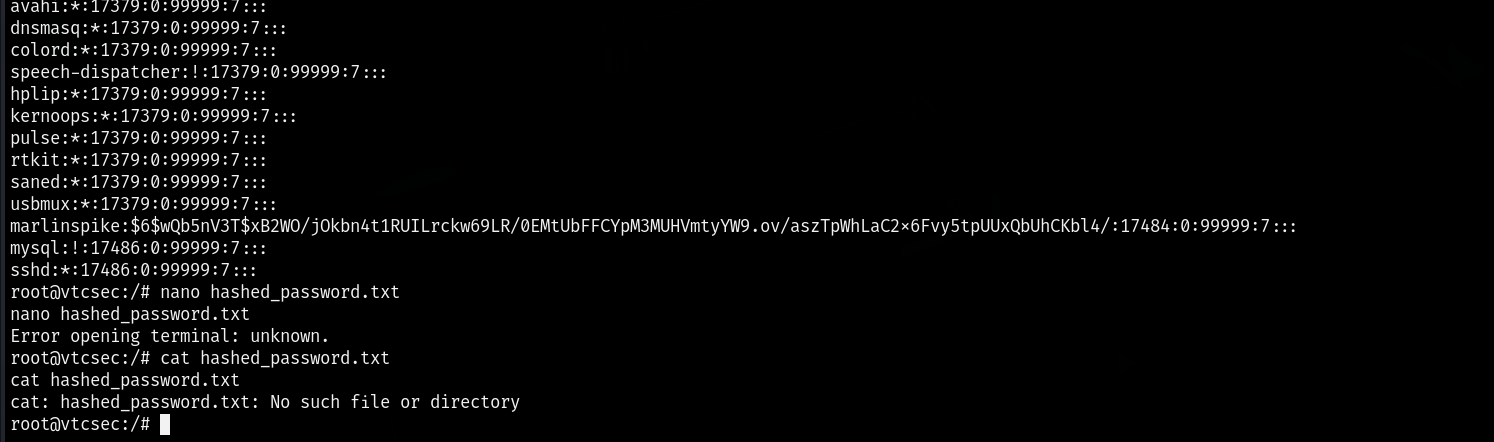 avahi:*:17379:0:99999:7:::
dnsmasq:*:17379:0:99999:7:::
colord:*:17379:0:99999:7:::
speech-dispatcher:!:17379:0:99999:7:::
hplip:*:17379:0:99999:7:::
kernoops:*:17379:0:99999:7:::
pulse:*:17379:0:99999:7:::
rtkit:*:17379:0:99999:7:::
saned:*:17379:0:99999:7:::
usbmux:*:17379:0:99999:7:::
marlinspike:$6$wQb5nV3T$xB2WO/jOkbn4t1RUILrckw69LR/0EMtUbFFCYpM3MUHVmtyYW9.ov/aszTpWhLaC2x6Fvy5tpUUxQbUhCKbl4/:17484:0:99999:7:::
mysql:!:17486:0:99999:7:::
sshd:*:17486:0:99999:7:::
root@vtcsec:/# nano hashed_password.txt
nano hashed_password.txt
Error opening terminal: unknown.
root@vtcsec:/# cat hashed_password.txt
cat hashed_password.txt
cat: hashed_password.txt: No such file or directory
root@vtcsec:/#